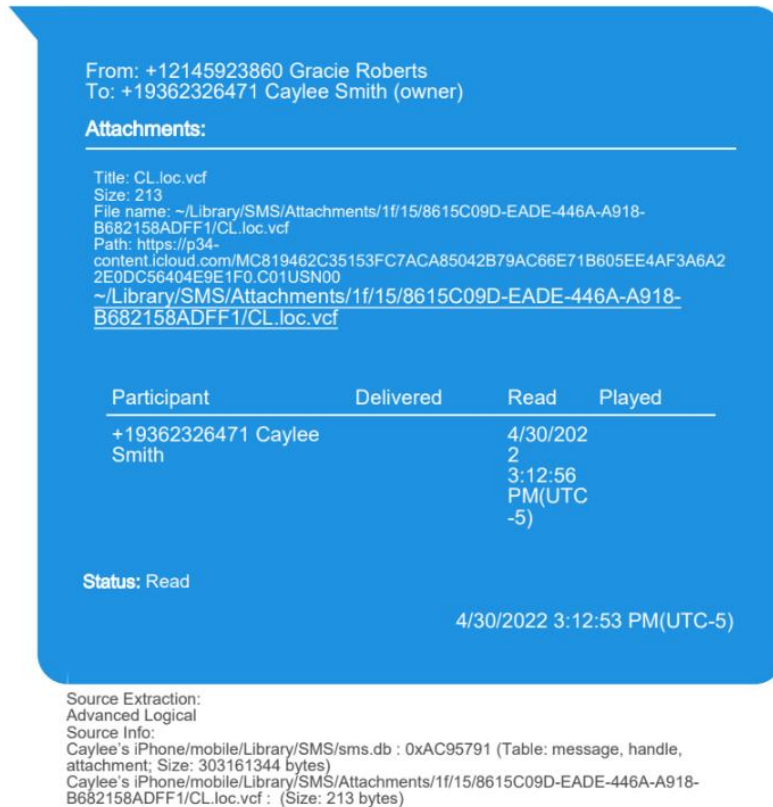 From: +12145923860 Gracie Roberts
To: +19362326471 Caylee Smith (owner)
Attachments:
Title: CL.loc.vcf
Size: 213
File name: ~/Library/SMS/Attachments/1f/15/8615C09D-EADE-446A-A918-
B682158ADFF1/CL.loc.vcf
Path: https://p34-
content.icloud.com/MC819462C35153FC7ACA85042B79AC66E71B605EE4AF3A6A2
2E0DC56404E9E1F0.C01USN00
~/Library/SMS/Attachments/1f/15/8615C09D-EADE-446A-A918-
B682158ADFF1/CL.loc.vcf
Participant Delivered Read Played
+19362326471 Caylee 4/30/202
Smith 2
3:12:56
PM(UTC
-5)
Status: Read
4/30/2022 3:12:53 PM(UTC-5)
Source Extraction:
Advanced Logical
Source Info:
Caylee's iPhone/mobile/Library/SMS/sms.db : 0xAC95791 (Table: message, handle,
attachment; Size: 303161344 bytes)
Caylee's iPhone/mobile/Library/SMS/Attachments/1f/15/8615C09D-EADE-446A-A918-
B682158ADFF1/CL.loc.vcf : (Size: 213 bytes)